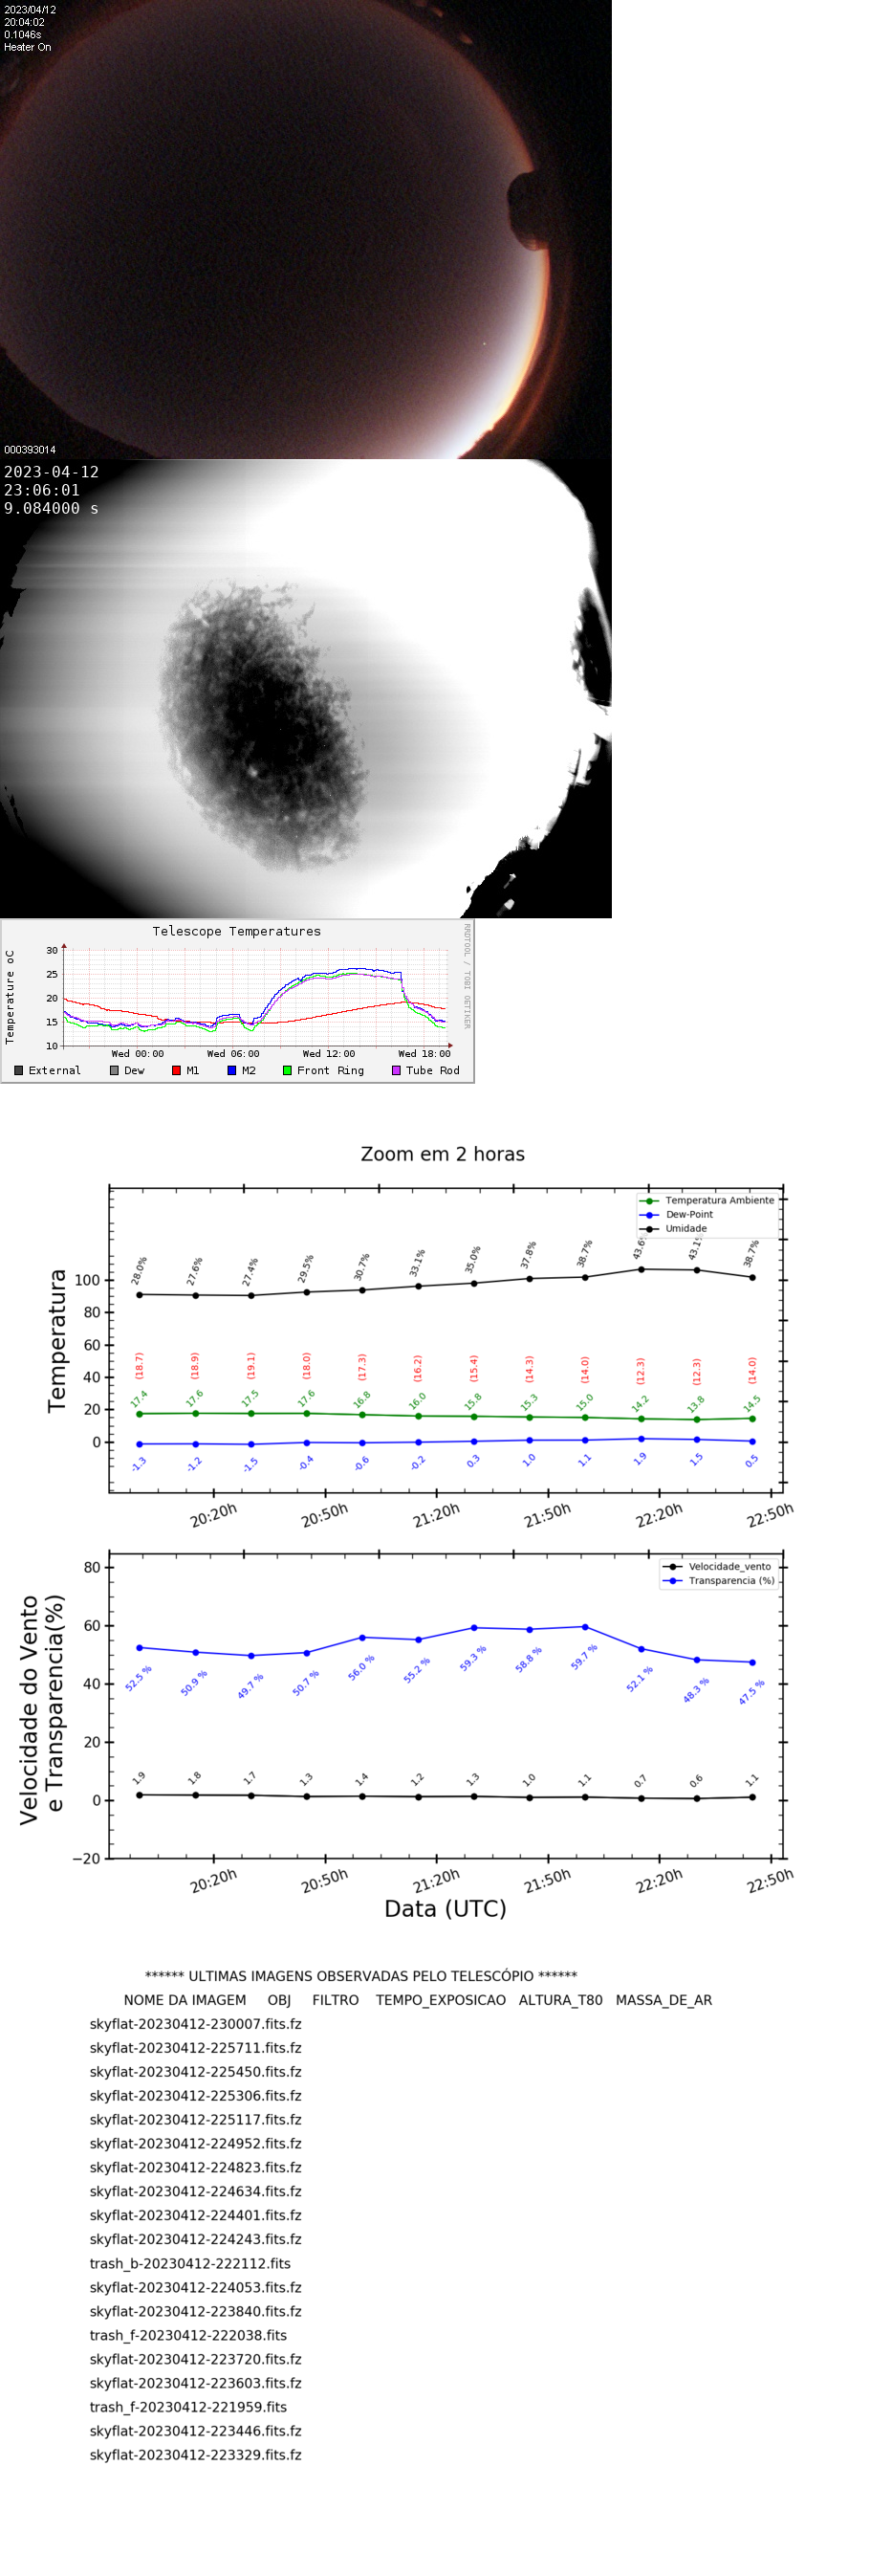 2023/04/12
20:04:02
0.1046s
Heater On
000393014
2023-04-12
23:06:01
9.084000 s
Telescope Temperatures
RRDTOOL / TOBI OETIKER
Temperature oC
30
25
20
15
10
Wed 00:00 Wed 06:00 Wed 12:00 Wed 18:00
External Dew M1 M2 Front Ring Tube Rod
Zoom em 2 horas
Temperatura Ambiente
Dew-Point
Umidade
Temperatura
100
80
60
40
20
0
28.0% 27.6% 27.4% 29.5% 30.7% 33.1% 35.0% 37.8% 38.7% 43.6% 43.1% 38.7%
(18.7) (18.9) (19.1) (18.0) (17.3) (16.2) (15.4) (14.3) (14.0) (12.3) (12.3) (14.0)
17.4 17.6 17.5 17.6 16.8 16.0 15.8 15.3 15.0 14.2 13.8 14.5
-1.3 -1.2 -1.5 -0.4 -0.6 -0.2 0.3 1.0 1.1 1.9 1.5 0.5
20:20h 20:50h 21:20h 21:50h 22:20h 22:50h
Velocidade_vento
Transparencia (%)
Velocidade do Vento
e Transparencia(%)
80
60
40
20
0
−20
52.5 % 50.9 % 49.7 % 50.7 % 56.0 % 55.2 % 59.3 % 58.8 % 59.7 % 52.1 % 48.3 % 47.5 %
1.9 1.8 1.7 1.3 1.4 1.2 1.3 1.0 1.1 0.7 0.6 1.1
20:20h 20:50h 21:20h 21:50h 22:20h 22:50h
Data (UTC)
****** ULTIMAS IMAGENS OBSERVADAS PELO TELESCÓPIO ******
NOME DA IMAGEM OBJ FILTRO TEMPO_EXPOSICAO ALTURA_T80 MASSA_DE_AR
skyflat-20230412-230007.fits.fz
skyflat-20230412-225711.fits.fz
skyflat-20230412-225450.fits.fz
skyflat-20230412-225306.fits.fz
skyflat-20230412-225117.fits.fz
skyflat-20230412-224952.fits.fz
skyflat-20230412-224823.fits.fz
skyflat-20230412-224634.fits.fz
skyflat-20230412-224401.fits.fz
skyflat-20230412-224243.fits.fz
trash_b-20230412-222112.fits
skyflat-20230412-224053.fits.fz
skyflat-20230412-223840.fits.fz
trash_f-20230412-222038.fits
skyflat-20230412-223720.fits.fz
skyflat-20230412-223603.fits.fz
trash_f-20230412-221959.fits
skyflat-20230412-223446.fits.fz
skyflat-20230412-223329.fits.fz